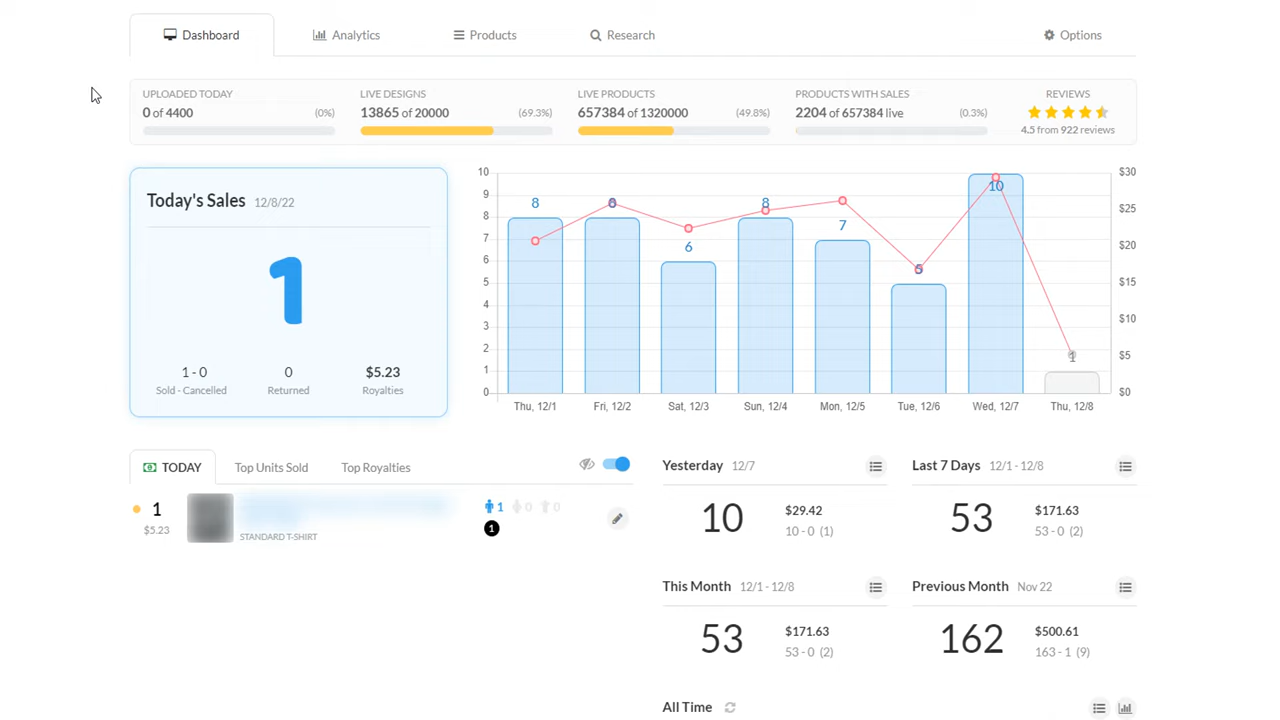 Dashboard Analytics Products Research Options
UPLOADED TODAY LIVE DESIGNS LIVE PRODUCTS PRODUCTS WITH SALES REVIEWS
0 of 4400 (0%) 13865 of 20000 (69.3%) 657384 of 1320000 (49.8%) 2204 of 657384 live (0.3%)
4.5 from 922 reviews
Today's Sales 12/8/22
1
1 - 0 0 $5.23
Sold - Cancelled Returned Royalties
10 $30
9
8 $25
7
6 $20
5
4 $15
3
2 $10
1 $5
0 $0
8 8 6 8 7 5 10 1
Thu, 12/1 Fri, 12/2 Sat, 12/3 Sun, 12/4 Mon, 12/5 Tue, 12/6 Wed, 12/7 Thu, 12/8
TODAY Top Units Sold Top Royalties
1
$5.23
STANDARD T-SHIRT
1 0 0
1
Yesterday 12/7
10 $29.42
10 - 0 (1)
Last 7 Days 12/1 - 12/8
53 $171.63
53 - 0 (2)
This Month 12/1 - 12/8
53 $171.63
53 - 0 (2)
Previous Month Nov 22
162 $500.61
163 - 1 (9)
All Time